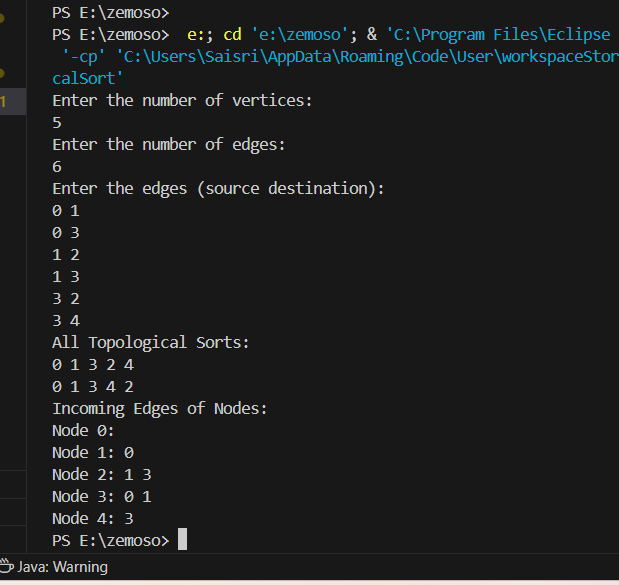 PS E:\zemoso>
PS E:\zemoso>  e:; cd 'e:\zemoso'; & 'C:\Program Files\Eclipse
'-cp' 'C:\Users\Saisri\AppData\Roaming\Code\User\workspaceStor
calSort'
Enter the number of vertices:
5
Enter the number of edges:
6
Enter the edges (source destination):
0 1
0 3
1 2
1 3
3 2
3 4
All Topological Sorts:
0 1 3 2 4
0 1 3 4 2
Incoming Edges of Nodes:
Node 0:
Node 1: 0
Node 2: 1 3
Node 3: 0 1
Node 4: 3
PS E:\zemoso>
1
Java: Warning